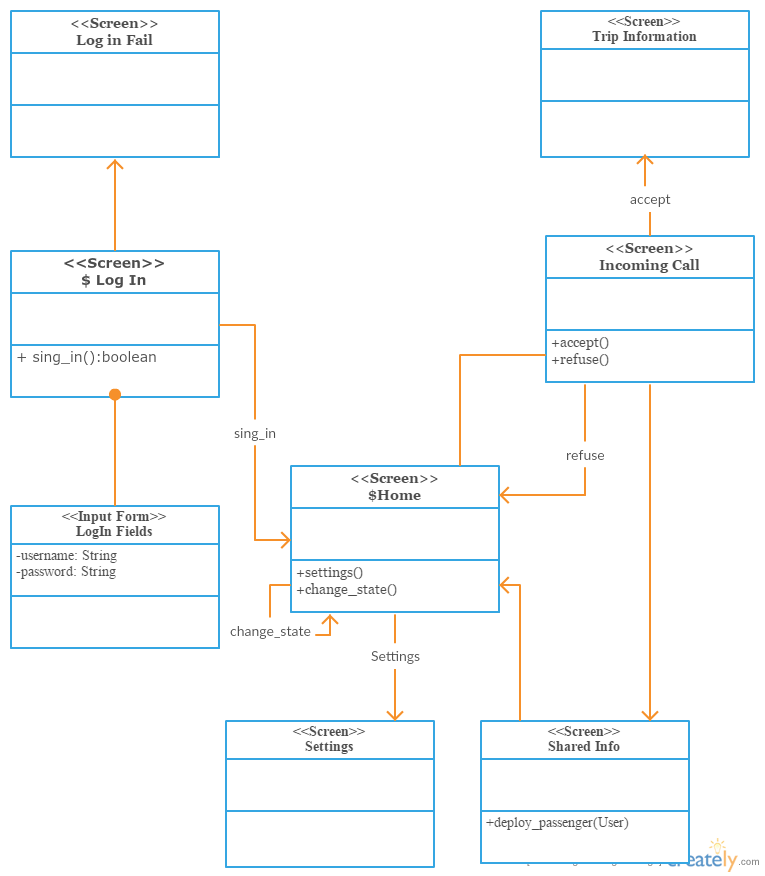 <<Screen>>
Log in Fail
<<Screen>>
Trip Information
accept
<<Screen>>
$ Log In
+ sing_in():boolean
<<Screen>>
Incoming Call
+accept()
+refuse()
sing_in
refuse
<<Screen>>
$Home
+settings()
+change_state()
<<Input Form>>
LogIn Fields
-username: String
-password: String
change_state
Settings
<<Screen>>
Settings
<<Screen>>
Shared Info
+deploy_passenger(User)
creately.com